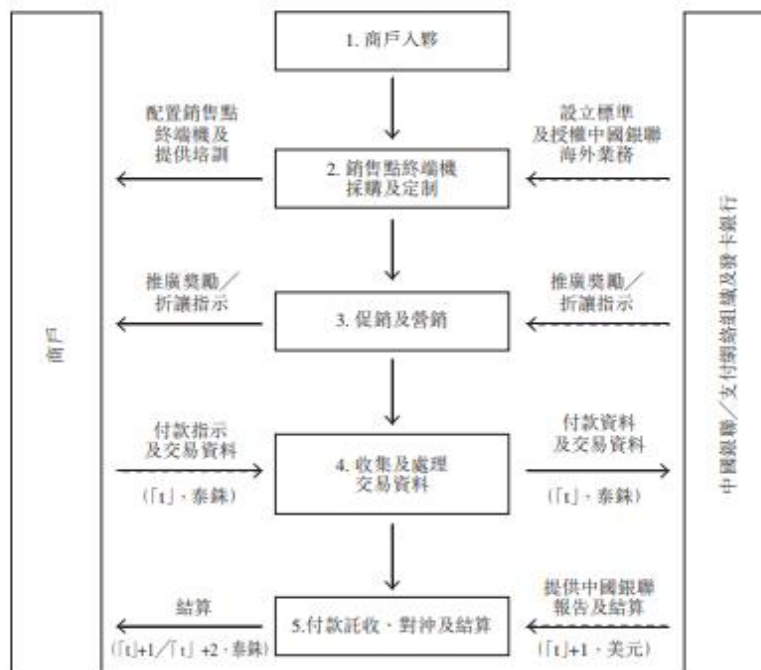 1. 商戶入夥
配置銷售點
終端機及
提供培訓
設立標準
及授權中國銀聯
海外業務
2. 銷售點終端機
採購及定制
推廣獎勵／
折讓指示
推廣獎勵／
折讓指示
3. 促銷及營銷
商戶
中國銀聯／支付網絡組織及發卡銀行
付款指示
及交易資料
(「t」、泰銖)
4. 收集及處理
交易資料
付款資料
及交易資料
(「t」、泰銖)
結算
(「t」+1／「t」+2、泰銖)
5.付款託收、對沖及結算
提供中國銀聯
報告及結算
(「t」+1、美元)